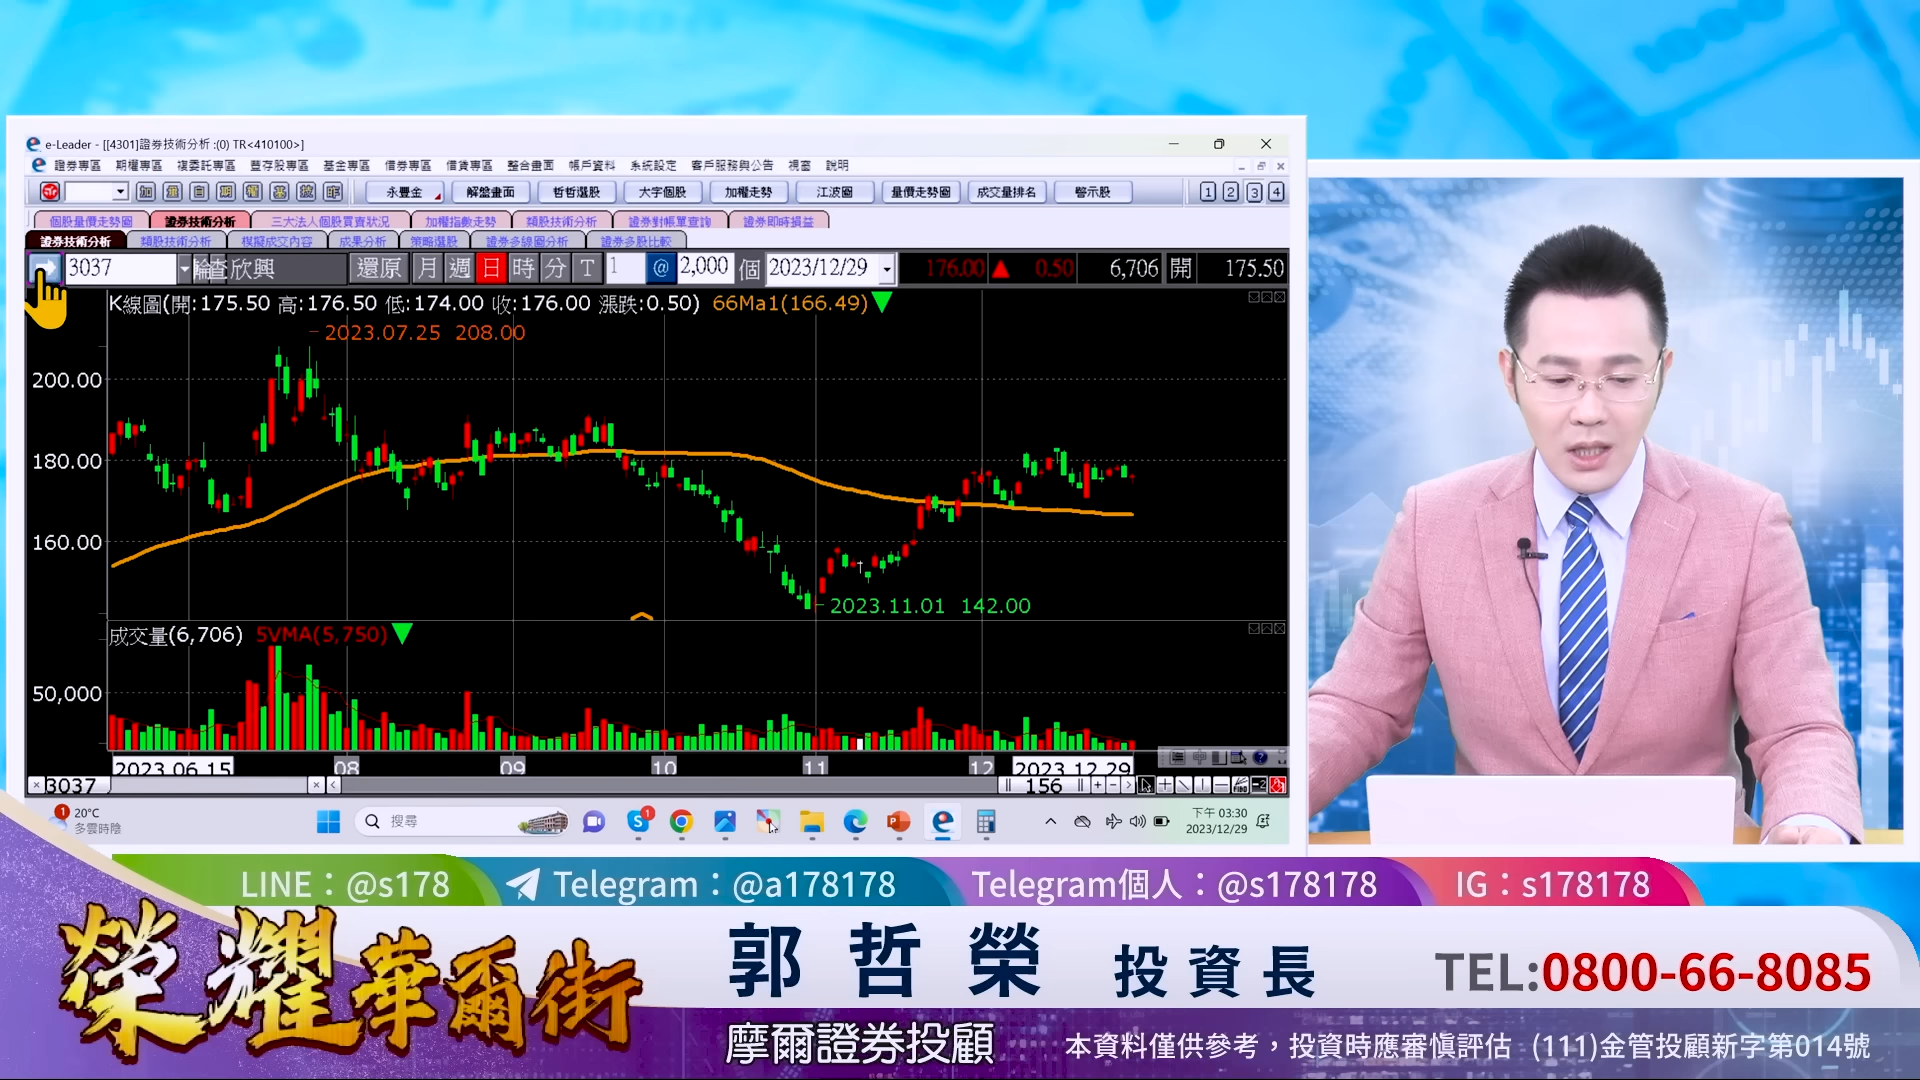 e-Leader - [[4301]證券技術分析 :(0) TR<410100>]
證券專區 期權專區 複委託專區 豐存股專區 基金專區 借券專區 借貸專區 整合畫面 帳戶資料 系統設定 客戶服務與公告 視窗 說明
永豐金 解盤畫面 哲哲選股 大字個股 加權走勢 江波圖 量價走勢圖 成交量排名 警示股 1 2 3 4
個股量價走勢圖 證券技術分析 三大法人個股買賣狀況 加權指數走勢 類股技術分析 證券對帳單查詢 證券即時損益
證券技術分析 類股技術分析 模擬成交內容 成果分析 策略選股 證券多線圖分析 證券多股比較
3037 欣興 還原 月 週 日 時 分 T 1 @ 2,000 個 2023/12/29 176.00 ▲ 0.50 6,706 開 175.50
K線圖(開:175.50 高:176.50 低:174.00 收:176.00 漲跌:0.50) 66Ma1(166.49)
2023.07.25 208.00
200.00
180.00
160.00
2023.11.01 142.00
成交量(6,706) 5VMA(5,750)
50,000
2023.06.15 08 09 10 11 12 2023.12.29
3037 156
1 20°C
多雲時陰
搜尋
下午 03:30
2023/12/29
LINE：@s178 Telegram：@a178178 Telegram個人：@s178178 IG：s178178
榮耀華爾街
郭哲榮 投資長 TEL:0800-66-8085
摩爾證券投顧 本資料僅供參考，投資時應審慎評估 (111)金管投顧新字第014號